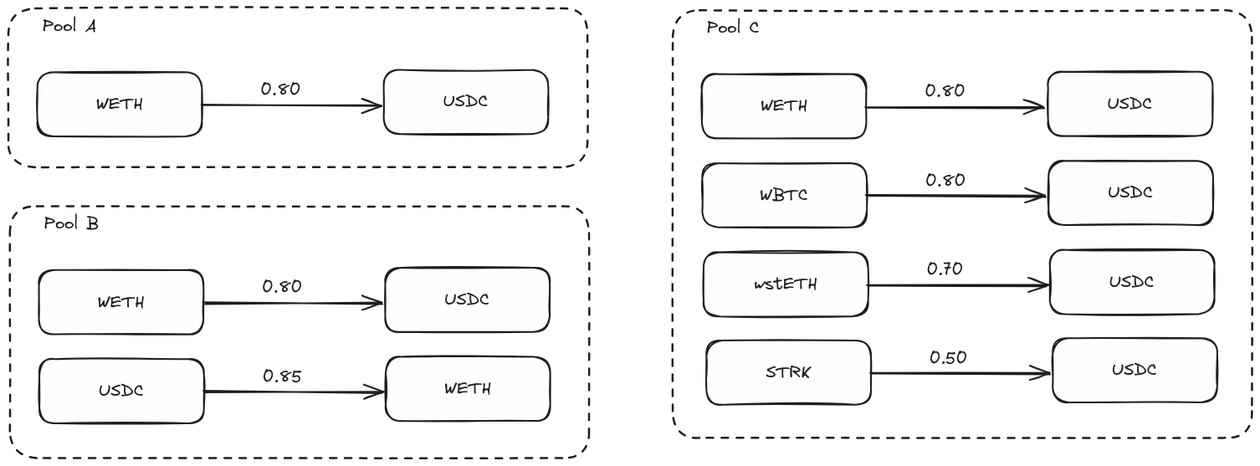 Pool A
WETH
0.80
USDC
Pool B
WETH
0.80
USDC
USDC
0.85
WETH
Pool C
WETH
0.80
USDC
WBTC
0.80
USDC
wstETH
0.70
USDC
STRK
0.50
USDC